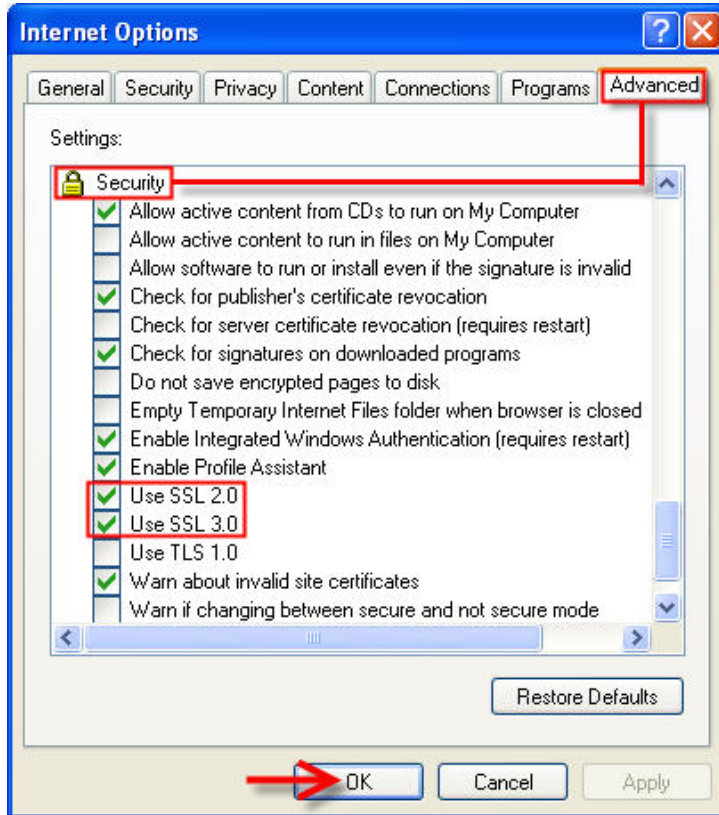 Internet Options
General Security Privacy Content Connections Programs Advanced
Settings:
Security
Allow active content from CDs to run on My Computer
Allow active content to run in files on My Computer
Allow software to run or install even if the signature is invalid
Check for publisher's certificate revocation
Check for server certificate revocation (requires restart)
Check for signatures on downloaded programs
Do not save encrypted pages to disk
Empty Temporary Internet Files folder when browser is closed
Enable Integrated Windows Authentication (requires restart)
Enable Profile Assistant
Use SSL 2.0
Use SSL 3.0
Use TLS 1.0
Warn about invalid site certificates
Warn if changing between secure and not secure mode
Restore Defaults
OK Cancel Apply